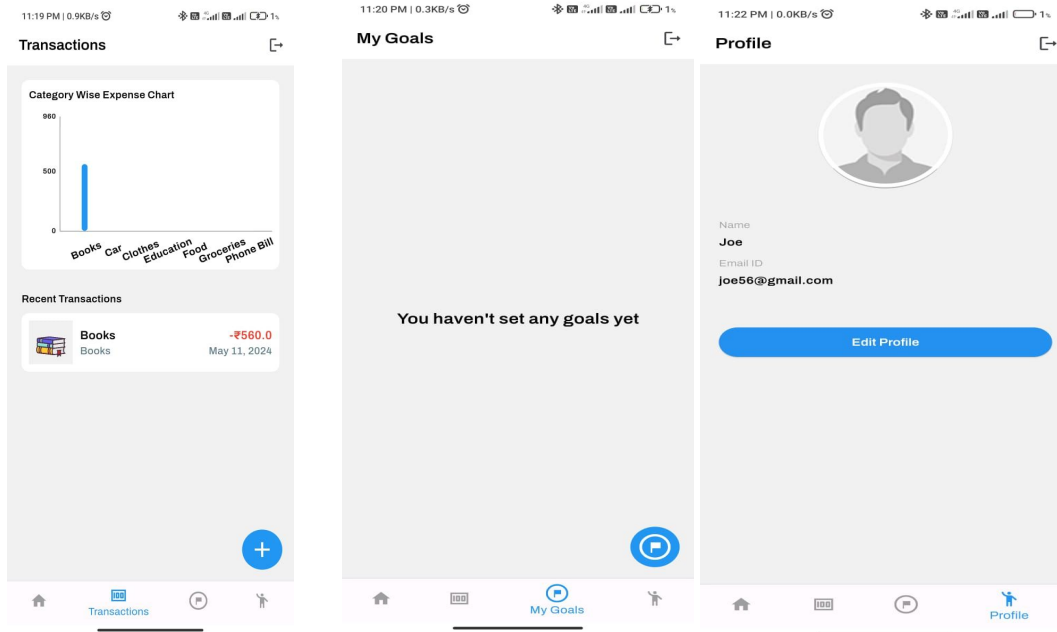 11:19 PM | 0.9KB/s
1%
Transactions
Category Wise Expense Chart
960
500
0
Books
Car
Clothes
Education
Food
Groceries
Phone Bill
Recent Transactions
Books
-₹560.0
Books
May 11, 2024
Transactions
11:20 PM | 0.3KB/s
1%
My Goals
You haven't set any goals yet
My Goals
11:22 PM | 0.0KB/s
1%
Profile
Name
Joe
Email ID
joe56@gmail.com
Edit Profile
Profile